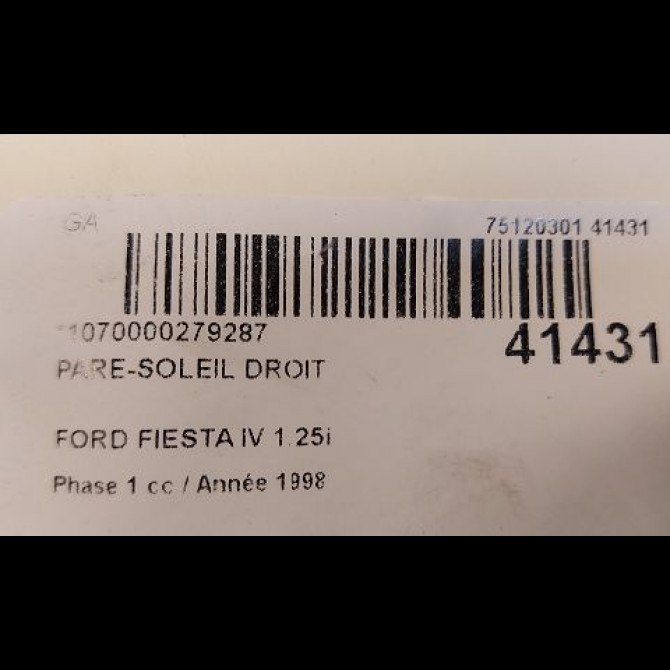 GA
75120301 41431
*1070000279287
41431
PARE-SOLEIL DROIT
FORD FIESTA IV 1.25i
Phase 1 cc / Année 1998